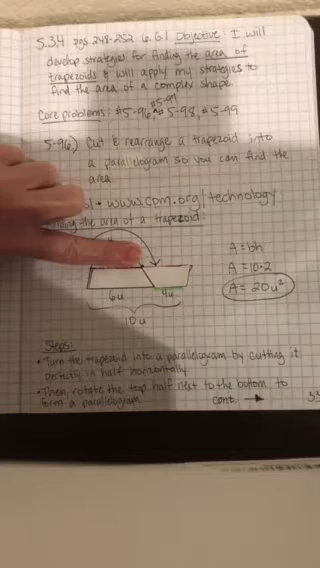 5.3.4 pgs. 248-252 6.G.1 Objective: I will
develop strategies for finding the area of
trapezoids & will apply my strategies to
find the area of a complex shape.
5-97
Core problems: #5-96, 5-98, & 5-99
5-96) Cut & rearrange a trapezoid into
a parallelogram so you can find the
area.
www.cpm.org/technology
the area of a trapezoid:
A=bh
A=10·2
A=20u²
6u 4u
10u
Steps:
• Turn the trapezoid into a parallelogram by cutting it
perfectly in half horizontally.
• Then, rotate the top half next to the bottom to
form a parallelogram. cont. →